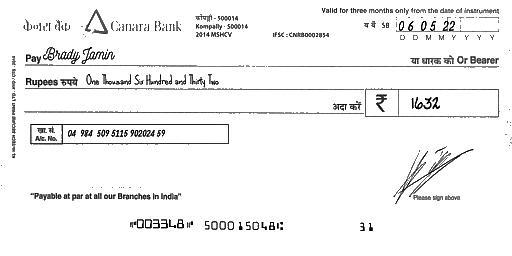 Valid for three months only from the date of instrument
केनरा बैंक Canara Bank
कोंपल्ली - 500014
Kompally - 500014
2014 MSHCV
IFSC : CNRB0002854
SB 06 05 22
D D M M Y Y Y Y
Pay Brady Jamin या धारक को Or Bearer
Rupees रुपये One Thousand Six Hundred and Thirty Two
अदा करें ₹ 1632
खा. सं.
A/c. No. 04 984 509 5115 902024 59
Please sign above
"Payable at par at all our Branches in India"
⑈003348⑈ 500015048⑆ 31